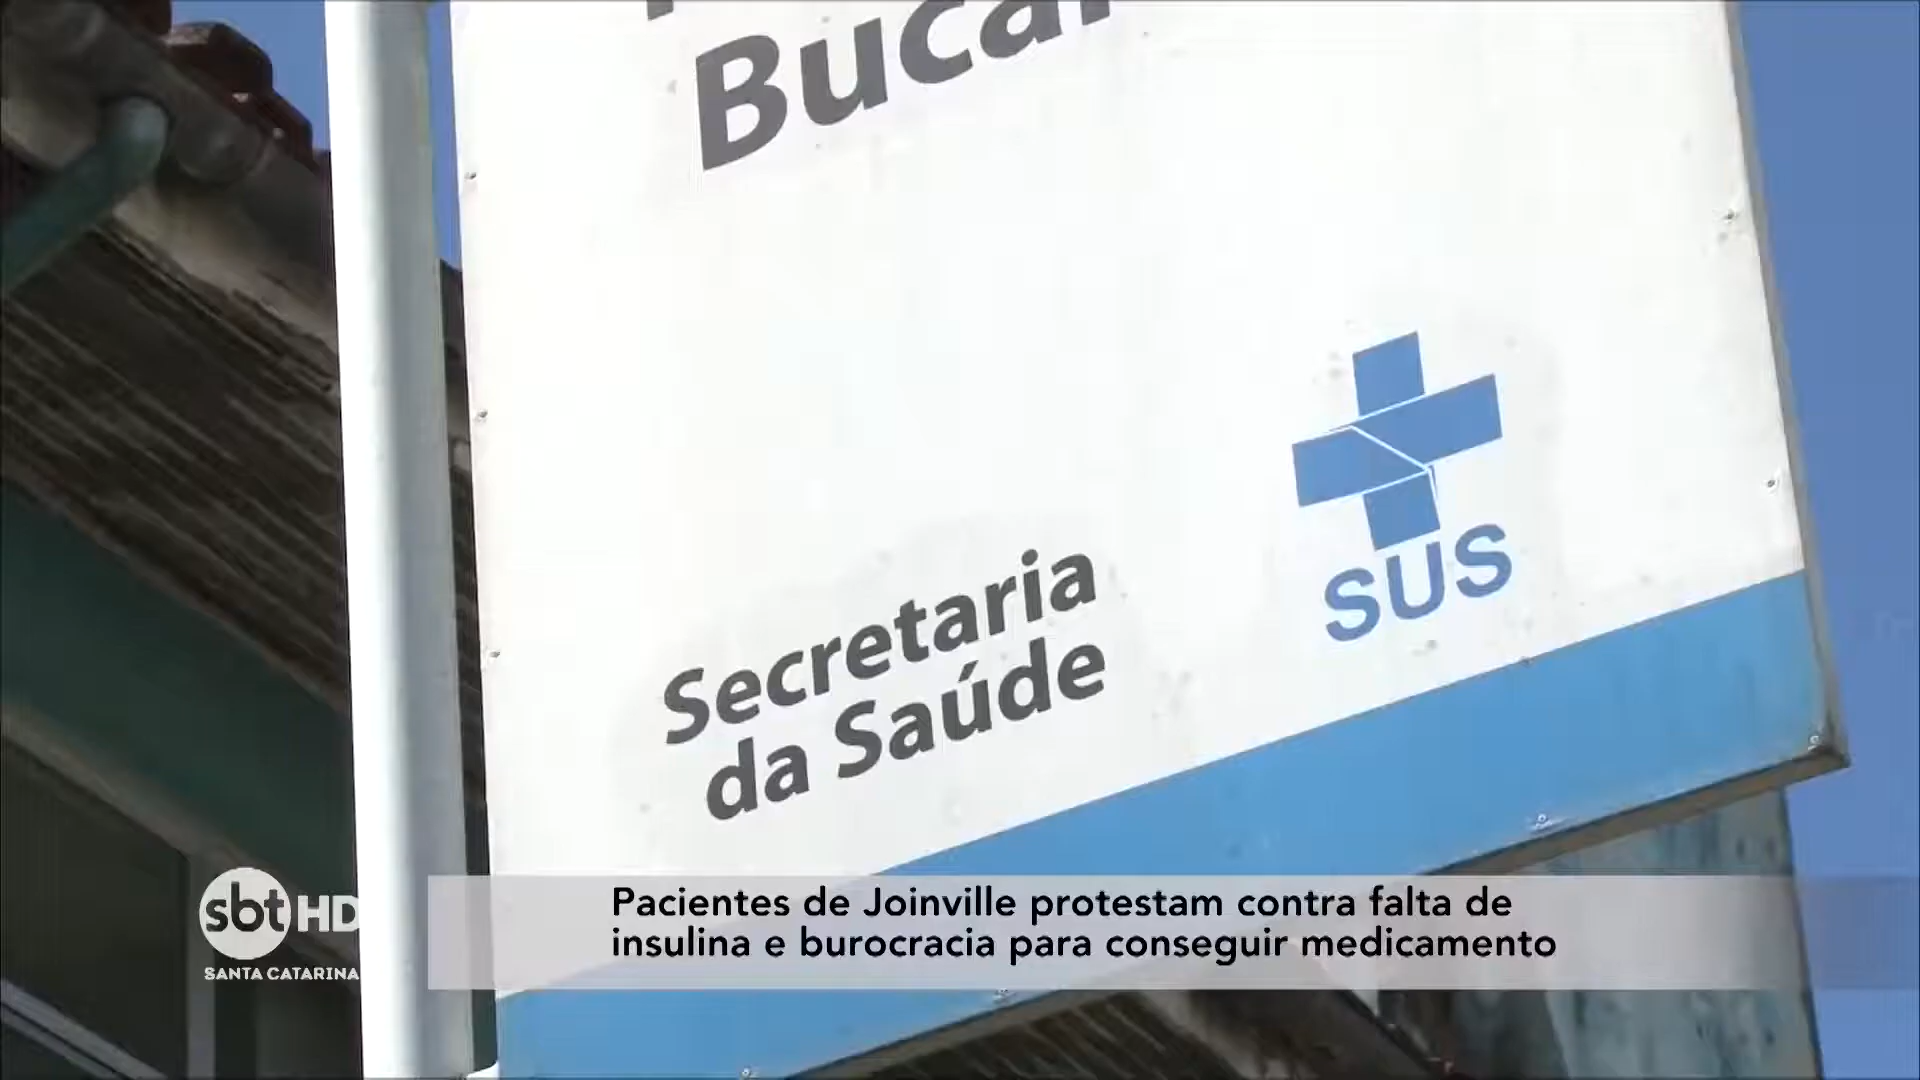 Secretaria
da Saúde
SUS
sbt HD
SANTA CATARINA
Pacientes de Joinville protestam contra falta de
insulina e burocracia para conseguir medicamento